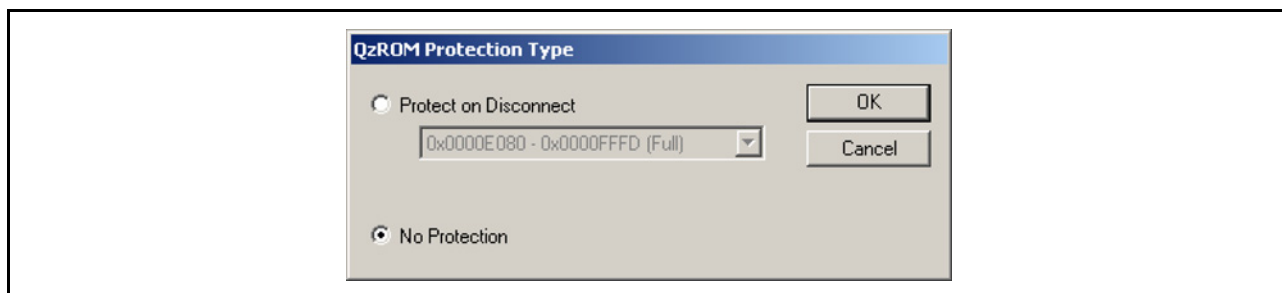 QzROM Protection Type
Protect on Disconnect
OK
0x0000E080 - 0x0000FFFD (Full)
Cancel
No Protection